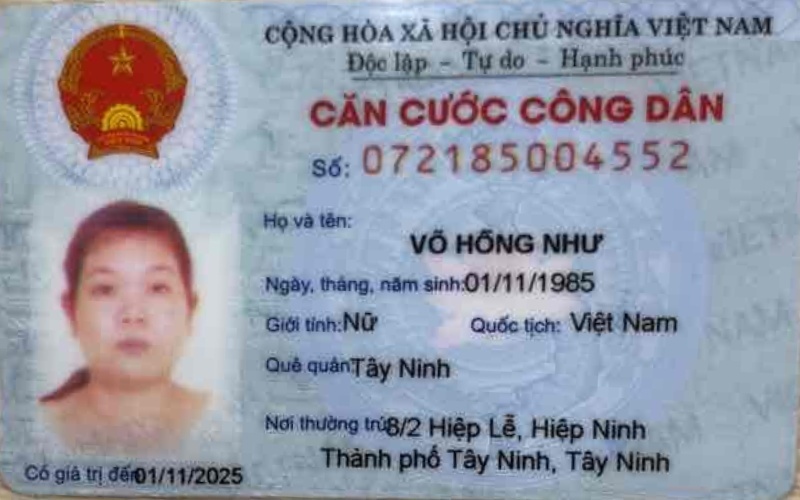 CỘNG HÒA XÃ HỘI CHỦ NGHĨA VIỆT NAM
Độc lập - Tự do - Hạnh phúc
CĂN CƯỚC CÔNG DÂN
Số: 072185004552
Họ và tên:
VÕ HỒNG NHƯ
Ngày, tháng, năm sinh:01/11/1985
Giới tính:Nữ Quốc tịch: Việt Nam
Quê quán Tây Ninh
Nơi thường trú:8/2 Hiệp Lễ, Hiệp Ninh
Thành phố Tây Ninh, Tây Ninh
Có giá trị đến 01/11/2025